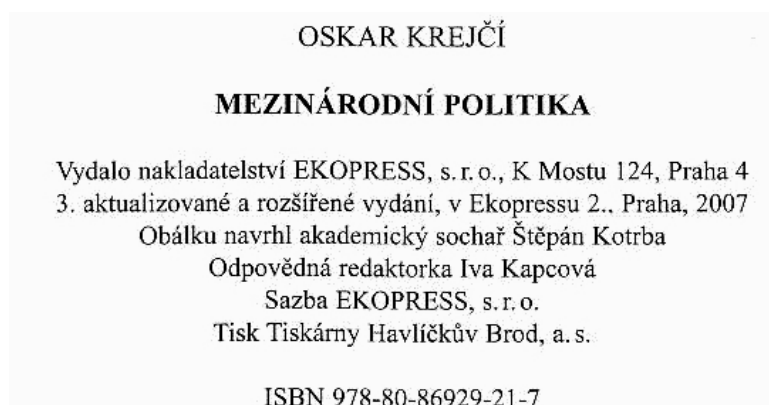 OSKAR KREJČÍ
MEZINÁRODNÍ POLITIKA
Vydalo nakladatelství EKOPRESS, s. r. o., K Mostu 124, Praha 4
3. aktualizované a rozšířené vydání, v Ekopressu 2., Praha, 2007
Obálku navrhl akademický sochař Štěpán Kotrba
Odpovědná redaktorka Iva Kapcová
Sazba EKOPRESS, s. r. o.
Tisk Tiskárny Havlíčkův Brod, a. s.
ISBN 978-80-86929-21-7